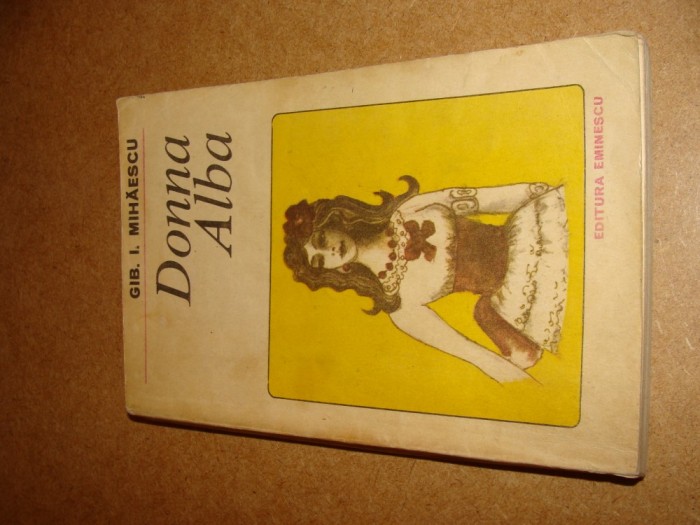 GIB. I. MIHĂESCU
Donna
Alba
EDITURA EMINESCU